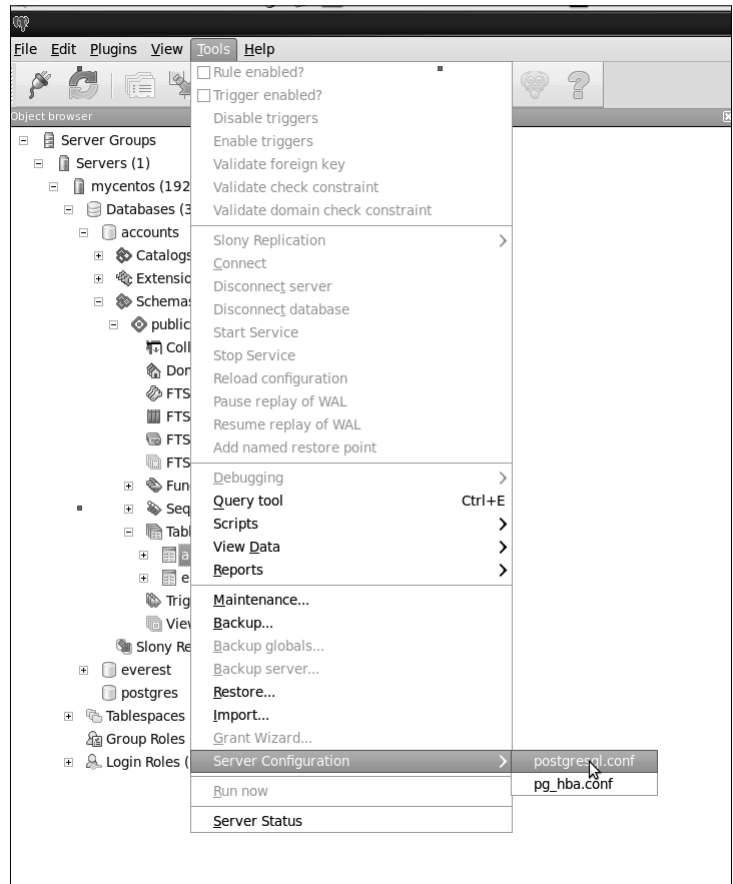 File Edit Plugins View Tools Help
Object browser
Server Groups
Servers (1)
mycentos (192
Databases (3
accounts
Catalogs
Extensio
Schemas
public
Coll
Don
FTS
FTS
FTS
FTS
Fun
Seq
Tabl
a
e
Trig
View
Slony Re
everest
postgres
Tablespaces
Group Roles
Login Roles (
Rule enabled?
Trigger enabled?
Disable triggers
Enable triggers
Validate foreign key
Validate check constraint
Validate domain check constraint
Slony Replication
Connect
Disconnect server
Disconnect database
Start Service
Stop Service
Reload configuration
Pause replay of WAL
Resume replay of WAL
Add named restore point
Debugging
Query tool Ctrl+E
Scripts
View Data
Reports
Maintenance...
Backup...
Backup globals...
Backup server...
Restore...
Import...
Grant Wizard...
Server Configuration
Run now
Server Status
postgresql.conf
pg_hba.conf